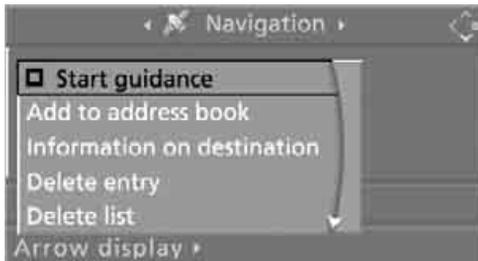 Navigation
Start guidance
Add to address book
Information on destination
Delete entry
Delete list
Arrow display